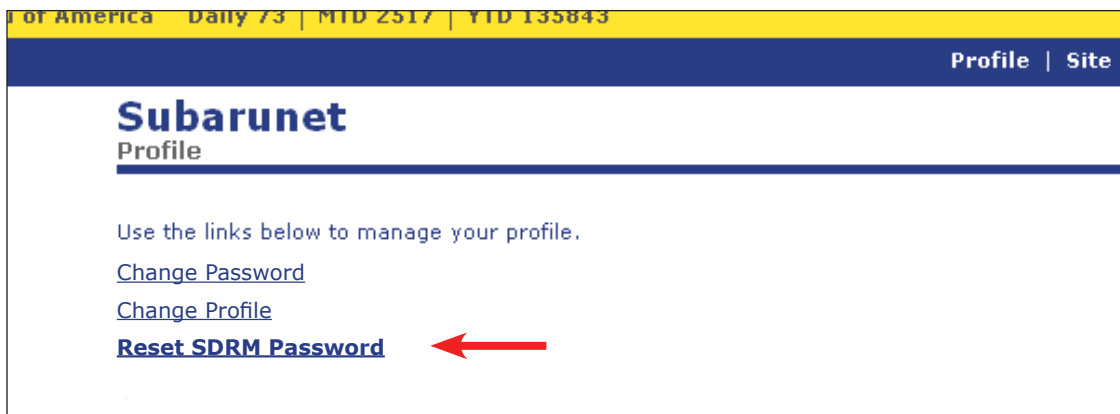 of America Daily 73 | MTD 2517 | YTD 135843
Profile | Site
Subarunet
Profile
Use the links below to manage your profile.
Change Password
Change Profile
Reset SDRM Password